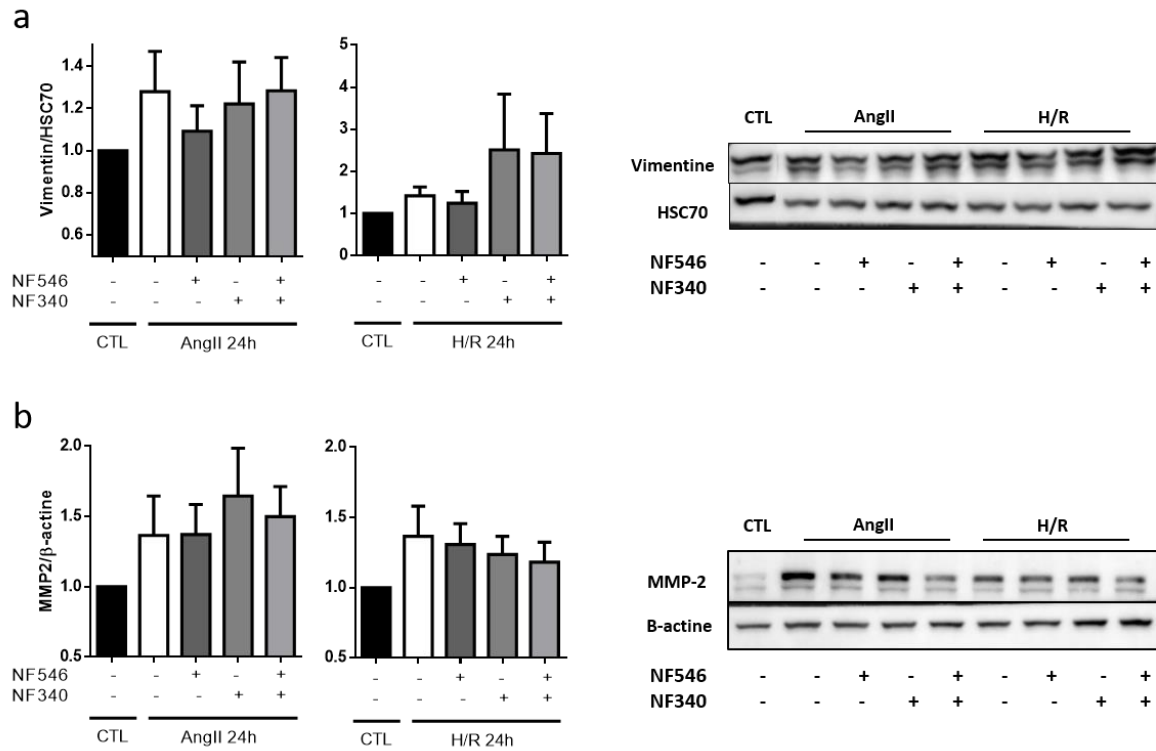 a
Vimentin/HSC70
1.4
1.2
1.0
0.8
0.6
5
4
3
2
1
0
NF546 - - + - + - - + - +
NF340 - - - + + - - - + +
CTL AngII 24h CTL H/R 24h
CTL AngII H/R
Vimentine
HSC70
NF546 - - + - + - + - +
NF340 - - - + + - - + +
b
MMP2/β-actine
2.0
1.5
1.0
0.5
2.0
1.5
1.0
0.5
NF546 - - + - + - - + - +
NF340 - - - + + - - - + +
CTL AngII 24h CTL H/R 24h
CTL AngII H/R
MMP-2
B-actine
NF546 - - + - + - + - +
NF340 - - - + + - - + +